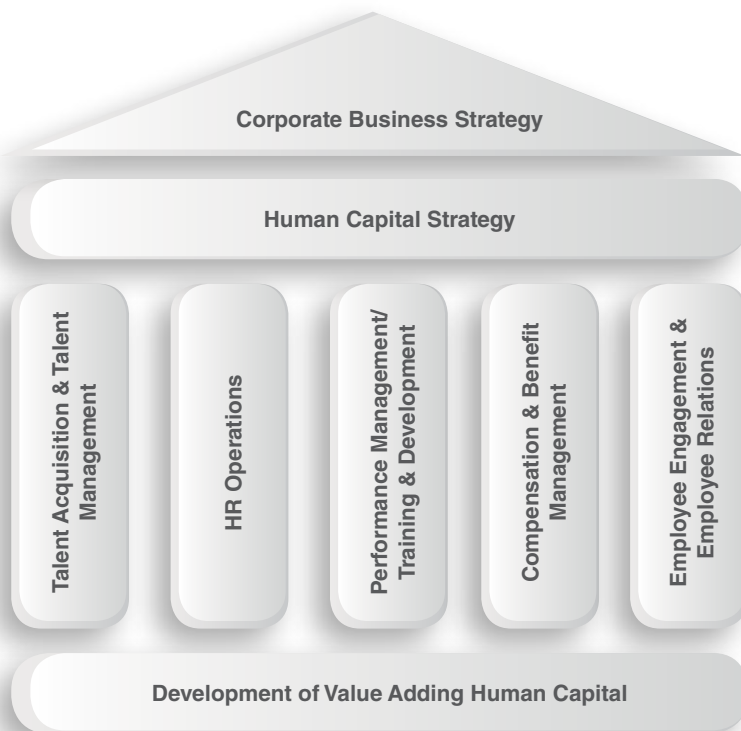 Corporate Business Strategy
Human Capital Strategy
Talent Acquisition & Talent
Management
HR Operations
Performance Management/
Training & Development
Compensation & Benefit
Management
Employee Engagement &
Employee Relations
Development of Value Adding Human Capital